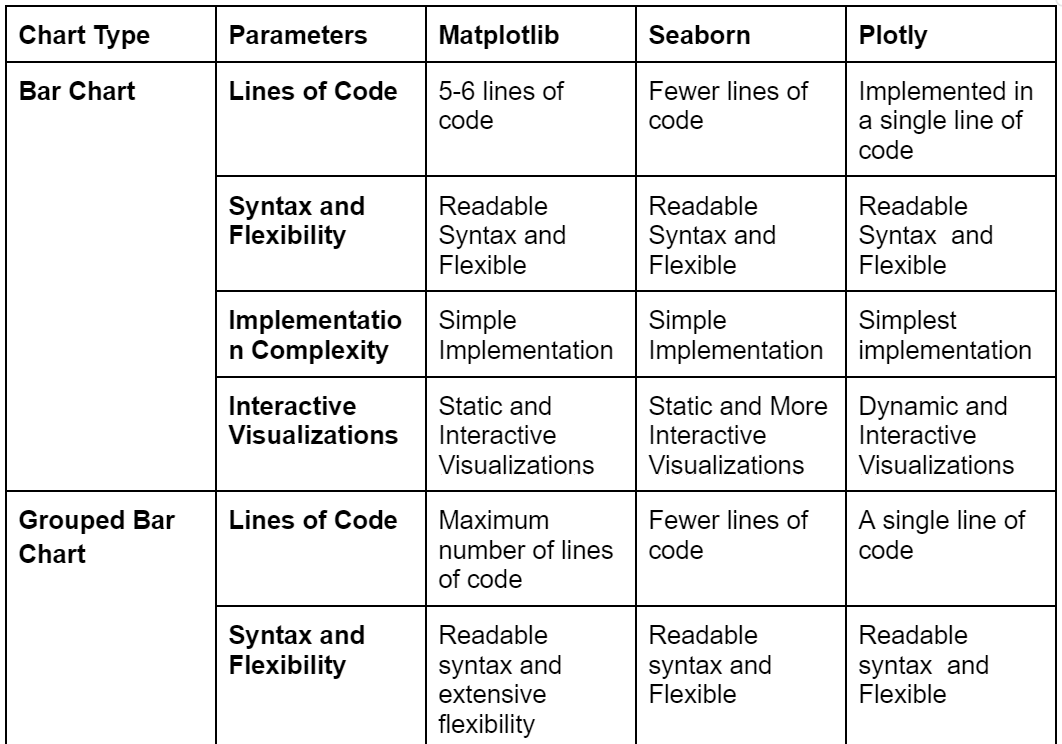 Chart Type
Parameters
Matplotlib
Seaborn
Plotly
Bar Chart
Lines of Code
5-6 lines of
code
Fewer lines of
code
Implemented in
a single line of
code
Syntax and
Flexibility
Readable
Syntax and
Flexible
Readable
Syntax and
Flexible
Readable
Syntax  and
Flexible
Implementatio
n Complexity
Simple
Implementation
Simple
Implementation
Simplest
implementation
Interactive
Visualizations
Static and
Interactive
Visualizations
Static and More
Interactive
Visualizations
Dynamic and
Interactive
Visualizations
Grouped Bar
Chart
Lines of Code
Maximum
number of lines
of code
Fewer lines of
code
A single line of
code
Syntax and
Flexibility
Readable
syntax and
extensive
flexibility
Readable
syntax and
Flexible
Readable
syntax  and
Flexible